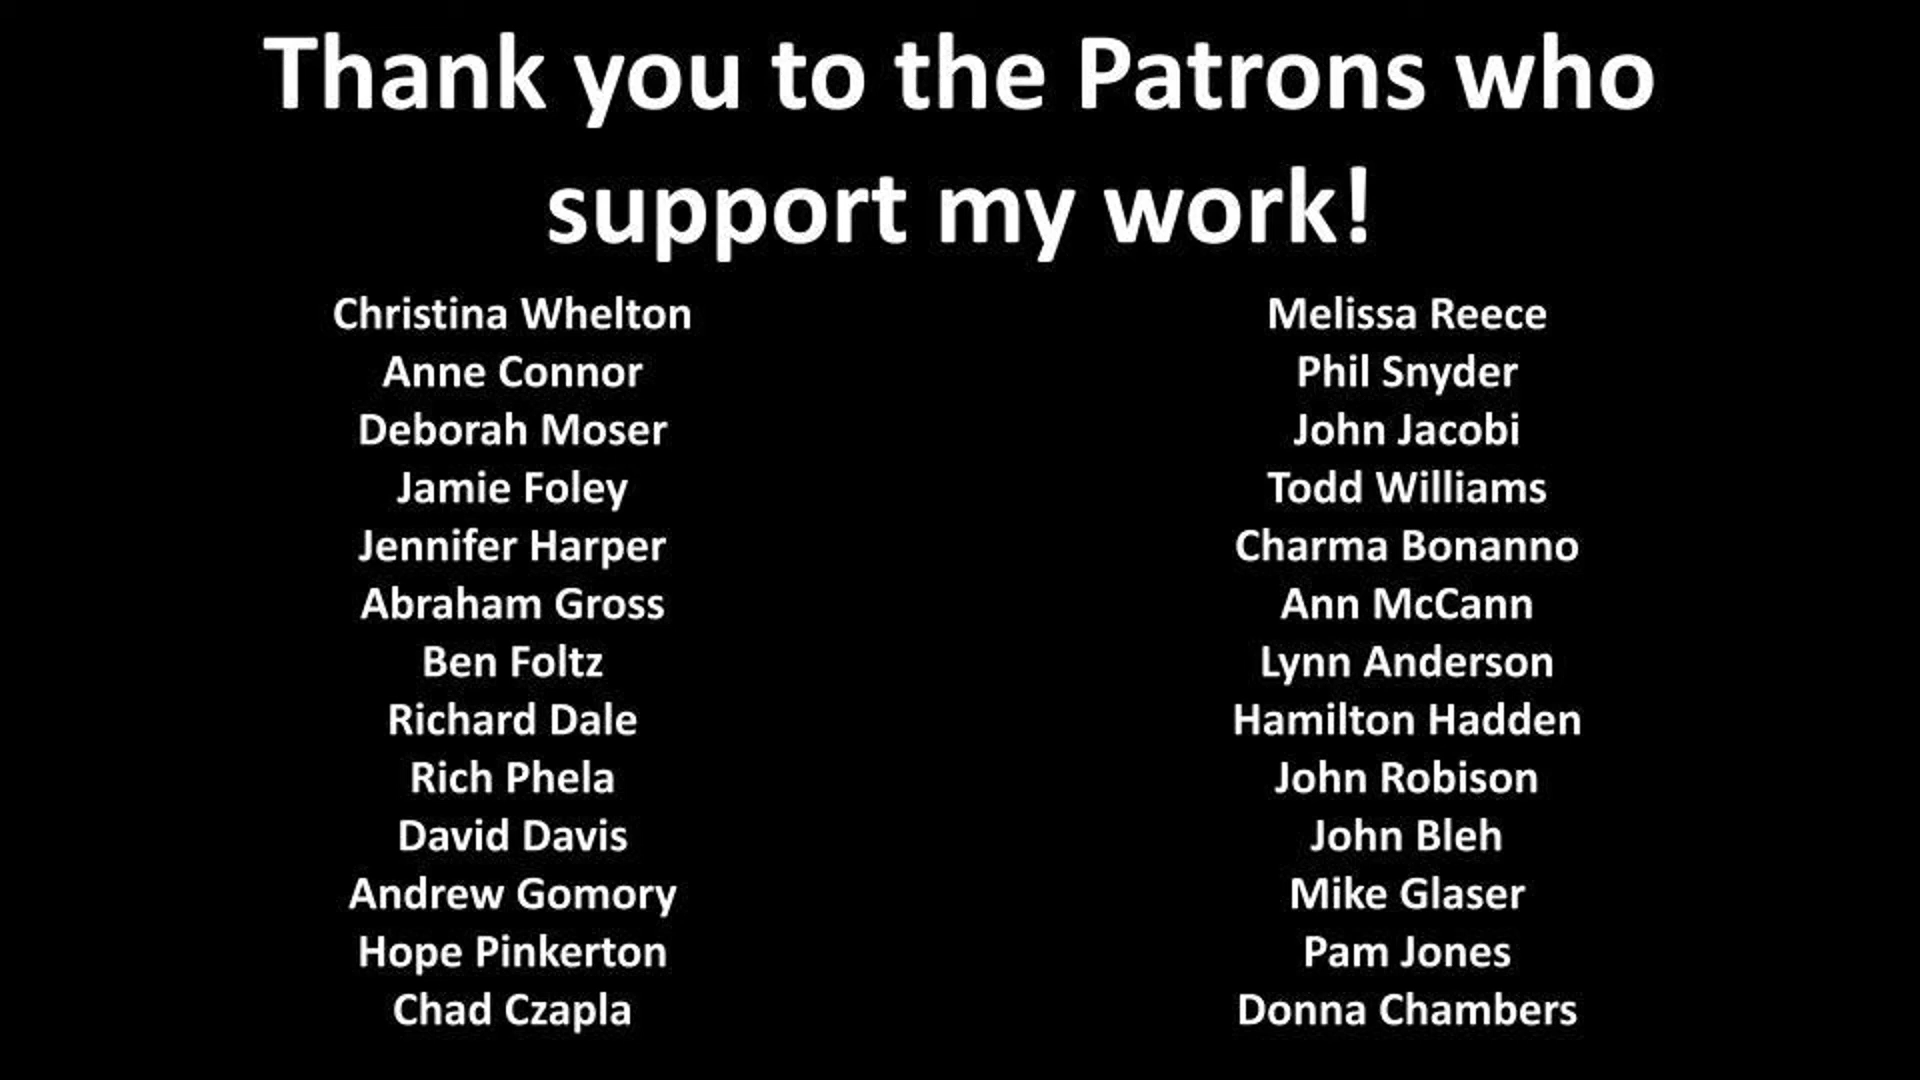 Thank you to the Patrons who
support my work!
Christina Whelton
Anne Connor
Deborah Moser
Jamie Foley
Jennifer Harper
Abraham Gross
Ben Foltz
Richard Dale
Rich Phela
David Davis
Andrew Gomory
Hope Pinkerton
Chad Czapla
Melissa Reece
Phil Snyder
John Jacobi
Todd Williams
Charma Bonanno
Ann McCann
Lynn Anderson
Hamilton Hadden
John Robison
John Bleh
Mike Glaser
Pam Jones
Donna Chambers